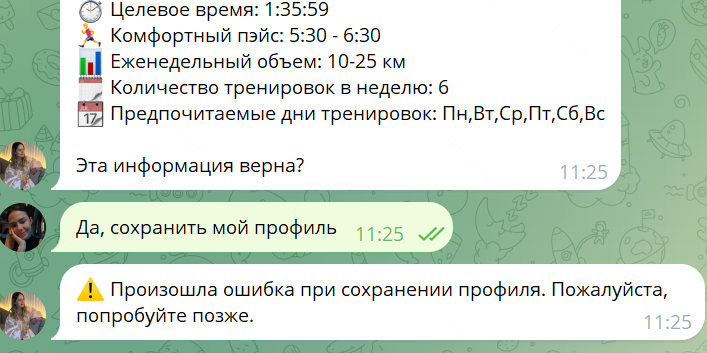 Целевое время: 1:35:59
Комфортный пэйс: 5:30 - 6:30
Еженедельный объем: 10-25 км
Количество тренировок в неделю: 6
17 Предпочитаемые дни тренировок: Пн,Вт,Ср,Пт,Сб,Вс
Эта информация верна?
11:25
Да, сохранить мой профиль 11:25
Произошла ошибка при сохранении профиля. Пожалуйста,
попробуйте позже.
11:25